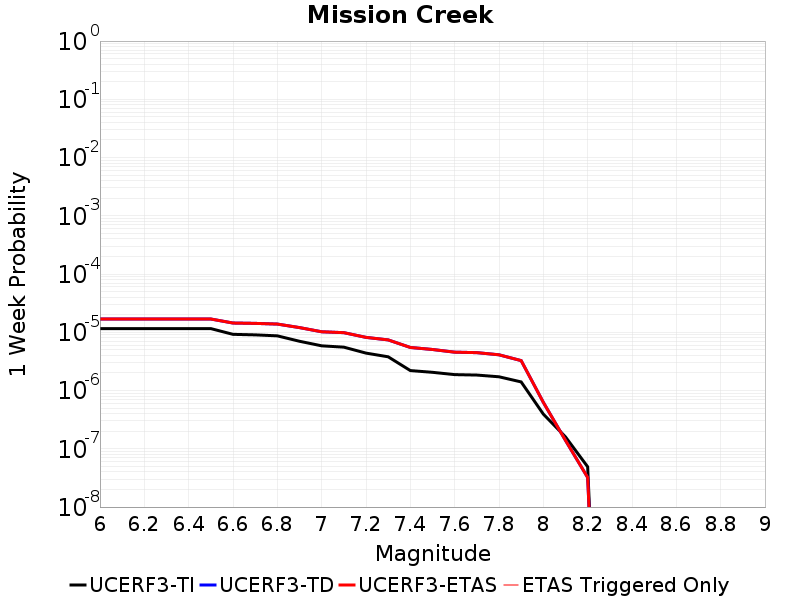 Mission Creek
1 Week Probability
10^0
10^-1
10^-2
10^-3
10^-4
10^-5
10^-6
10^-7
10^-8
6 6.2 6.4 6.6 6.8 7 7.2 7.4 7.6 7.8 8 8.2 8.4 8.6 8.8 9
Magnitude
UCERF3-TI UCERF3-TD UCERF3-ETAS ETAS Triggered Only